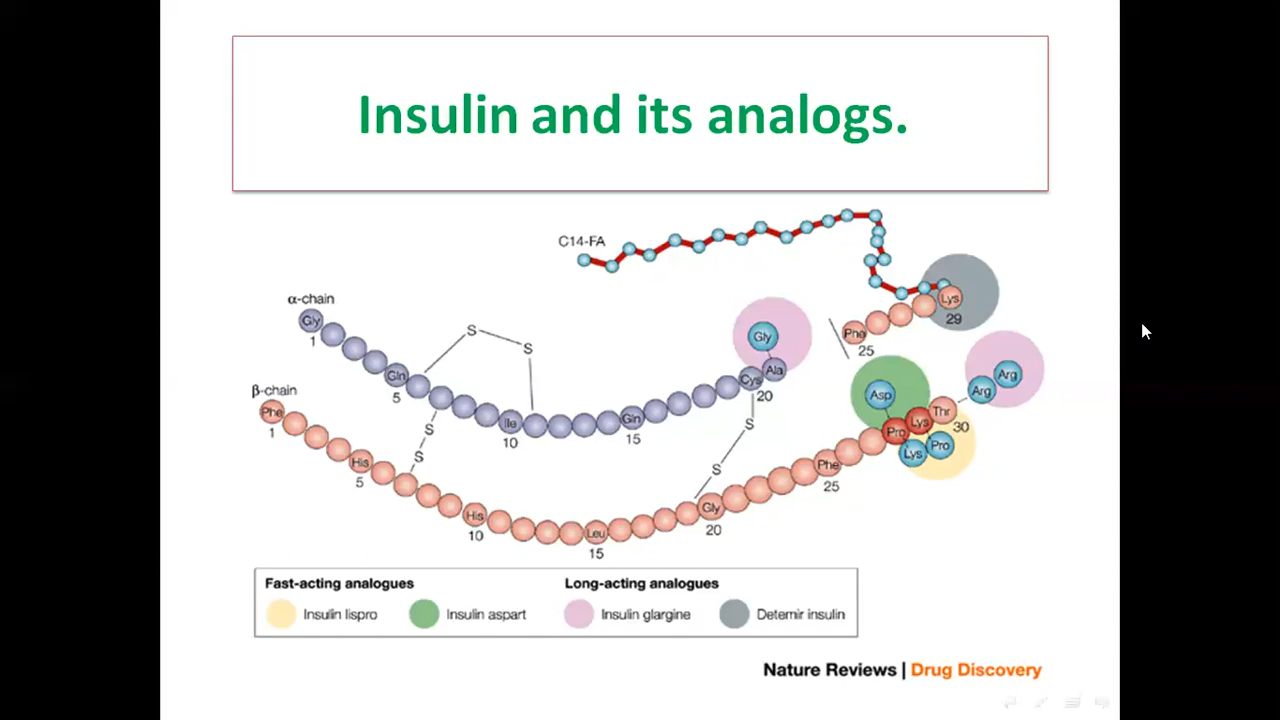 Insulin and its analogs.
C14-FA
α-chain
Gly
1
Gln
5
S
S
S
S
Ile
10
Gln
15
Cys
Ala
20
Gly
S
S
β-chain
Phe
1
His
5
His
10
Leu
15
Gly
20
Phe
25
Pro
Lys
Thr
30
Asp
Lys
Pro
Arg
Arg
Phe
25
Lys
29
Fast-acting analogues
Insulin lispro
Insulin aspart
Long-acting analogues
Insulin glargine
Detemir insulin
Nature Reviews | Drug Discovery